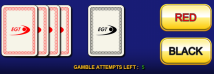 EGT
EGT
RED
BLACK
GAMBLE ATTEMPTS LEFT: 5